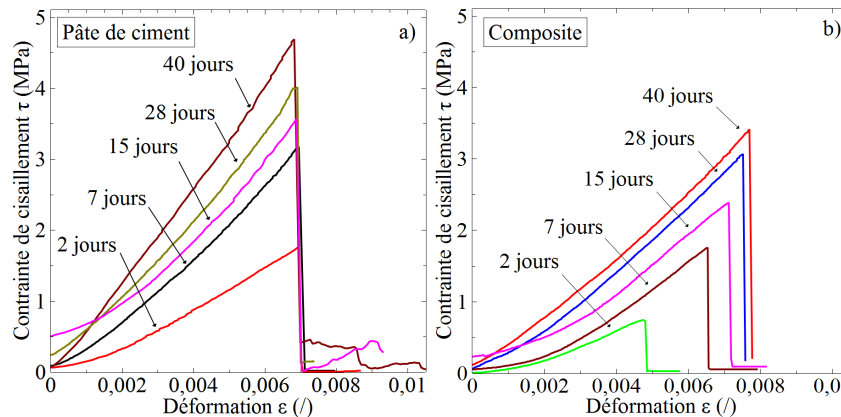 Pâte de ciment
a)
Contrainte de cisaillement τ (MPa)
5
4
3
2
1
0
40 jours
28 jours
15 jours
7 jours
2 jours
0 0,002 0,004 0,006 0,008 0,01
Déformation ε (/)
Composite
b)
Contrainte de cisaillement τ (MPa)
5
4
3
2
1
0
40 jours
28 jours
15 jours
7 jours
2 jours
0 0,002 0,004 0,006 0,008 0,0
Déformation ε (/)